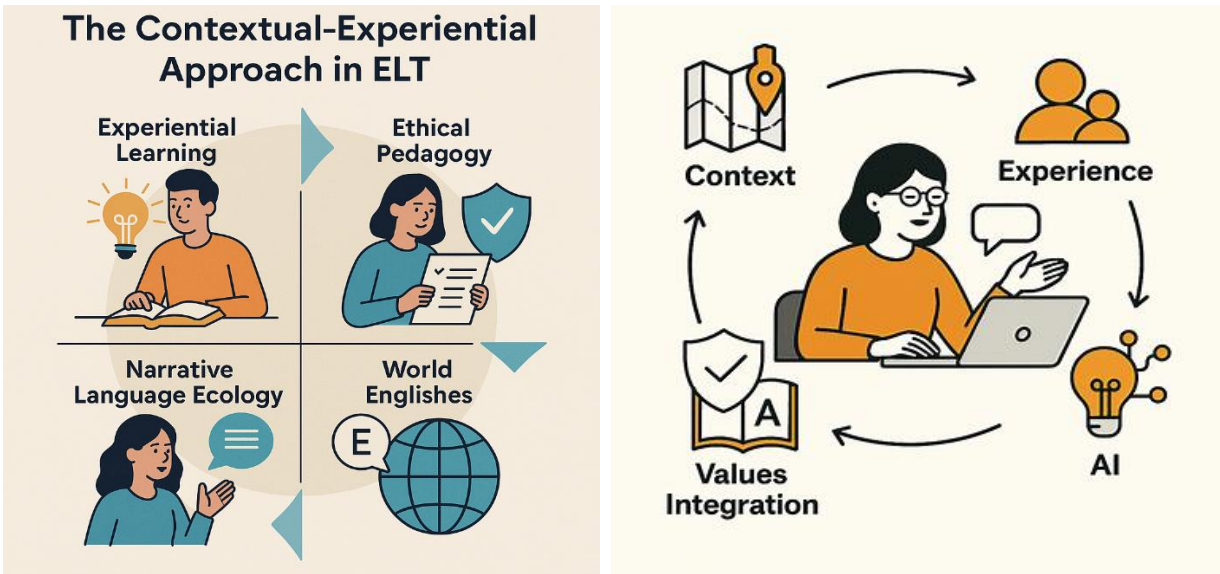 The Contextual-Experiential
Approach in ELT
Experiential
Learning
Ethical
Pedagogy
Narrative
Language Ecology
World
Englishes
E
Context
Experience
A
Values
Integration
AI